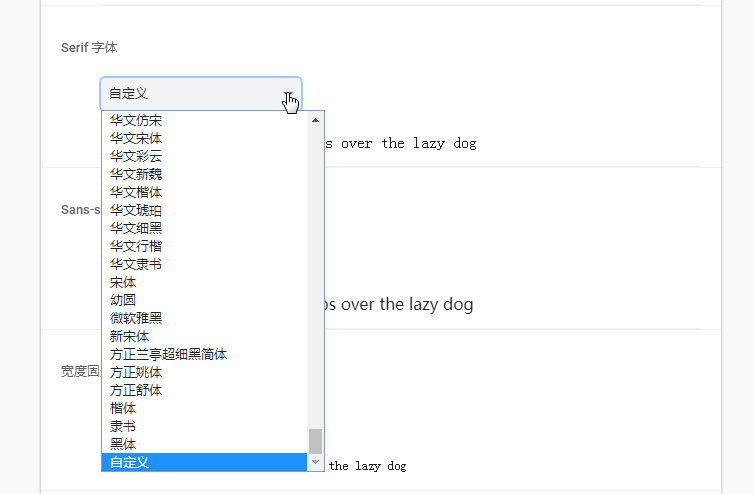 Serif 字体
自定义
华文仿宋
华文宋体
s over the lazy dog
华文彩云
华文新魏
华文楷体
Sans-s
华文琥珀
华文细黑
华文行楷
华文隶书
宋体
幼圆
os over the lazy dog
微软雅黑
新宋体
方正兰亭超细黑简体
宽度固
方正姚体
方正舒体
楷体
隶书
黑体
自定义
the lazy dog